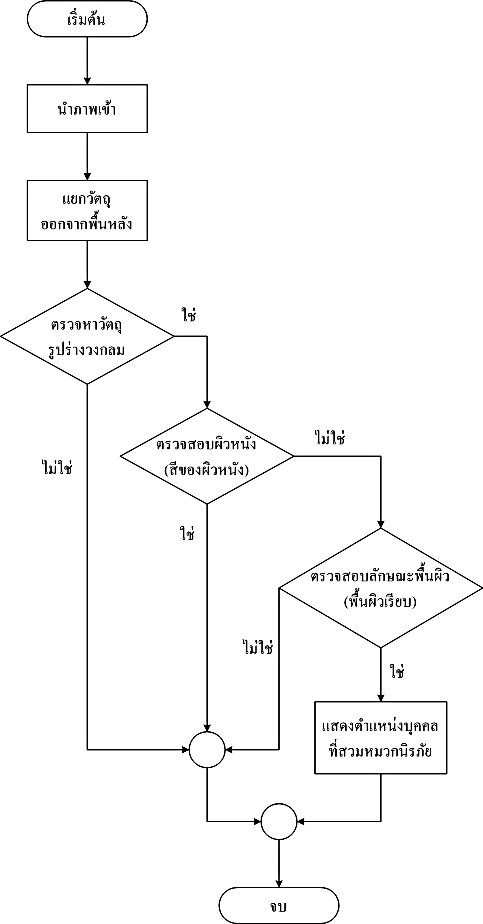 เริ่มต้น
นำภาพเข้า
แยกวัตถุ
ออกจากพื้นหลัง
ตรวจหาวัตถุ
รูปร่างวงกลม
ใช่
ไม่ใช่
ตรวจสอบผิวหนัง
(สีของผิวหนัง)
ไม่ใช่
ใช่
ตรวจสอบลักษณะพื้นผิว
(พื้นผิวเรียบ)
ไม่ใช่
ใช่
แสดงตำแหน่งบุคคล
ที่สวมหมวกนิรภัย
จบ